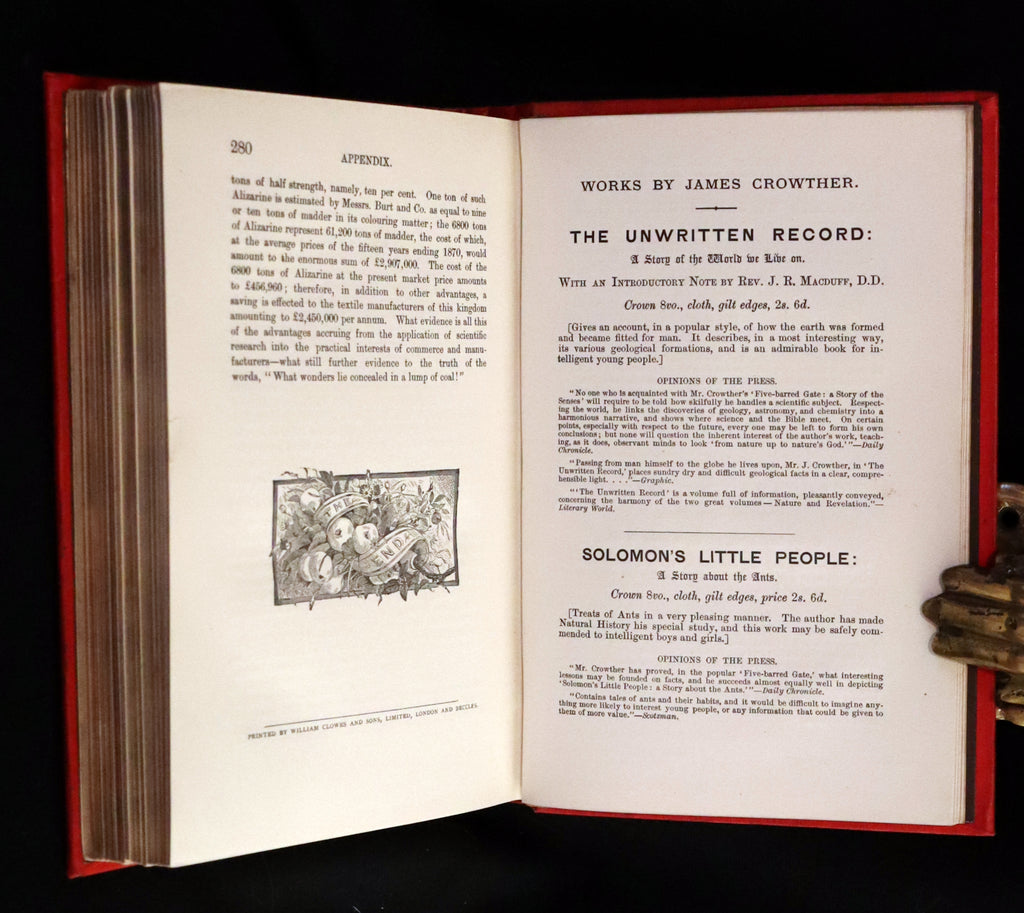 280
APPENDIX.
tons of half strength, namely, ten per cent. One ton of such
Alizarine is estimated by Messrs. Burt and Co. as equal to nine
or ten tons of madder in its colouring matter; the 6800 tons
of Alizarine represent 61,200 tons of madder, the cost of which,
at the average prices of the fifteen years ending 1870, would
amount to the enormous sum of £2,907,000. The cost of the
6800 tons of Alizarine at the present market price amounts
to £456,960; therefore, in addition to other advantages, a
saving is effected to the textile manufacturers of this kingdom
amounting to £2,450,000 per annum. What evidence is all this
of the advantages accruing from the application of scientific
research into the practical interests of commerce and manu-
facturers—what still further evidence to the truth of the
words, "What wonders lie concealed in a lump of coal!"
THE
END
PRINTED BY WILLIAM CLOWES AND SONS, LIMITED, LONDON AND BECCLES.
WORKS BY JAMES CROWTHER.
THE UNWRITTEN RECORD:
A Story of the World we Live on.
WITH AN INTRODUCTORY NOTE BY REV. J. R. MACDUFF, D.D.
Crown 8vo., cloth, gilt edges, 2s. 6d.
[Gives an account, in a popular style, of how the earth was formed
and became fitted for man. It describes, in a most interesting way,
its various geological formations, and is an admirable book for in-
telligent young people.]
OPINIONS OF THE PRESS.
"No one who is acquainted with Mr. Crowther's 'Five-barred Gate: a Story of the
Senses' will require to be told how skilfully he handles a scientific subject. Respect-
ing the world, he links the discoveries of geology, astronomy, and chemistry into a
harmonious narrative, and shows where science and the Bible meet. On certain
points, especially with respect to the future, every one may be left to form his own
conclusions; but none will question the inherent interest of the author's work, teach-
ing, as it does, observant minds to look 'from nature up to nature's God.'"—Daily
Chronicle.
"Passing from man himself to the globe he lives upon, Mr. J. Crowther, in 'The
Unwritten Record,' places sundry dry and difficult geological facts in a clear, compre-
hensible light. . . ."—Graphic.
"'The Unwritten Record' is a volume full of information, pleasantly conveyed,
concerning the harmony of the two great volumes—Nature and Revelation."—
Literary World.
SOLOMON'S LITTLE PEOPLE:
A Story about the Ants.
Crown 8vo., cloth, gilt edges, price 2s. 6d.
[Treats of Ants in a very pleasing manner. The author has made
Natural History his special study, and this work may be safely com-
mended to intelligent boys and girls.]
OPINIONS OF THE PRESS.
"Mr. Crowther has proved, in the popular 'Five-barred Gate,' what interesting
lessons may be founded on facts, and he succeeds almost equally well in depicting
'Solomon's Little People: a Story about the Ants.'"—Daily Chronicle.
"Contains tales of ants and their habits, and it would be difficult to imagine any-
thing more likely to interest young people, or any information that could be given to
them of more value."—Scotsman.